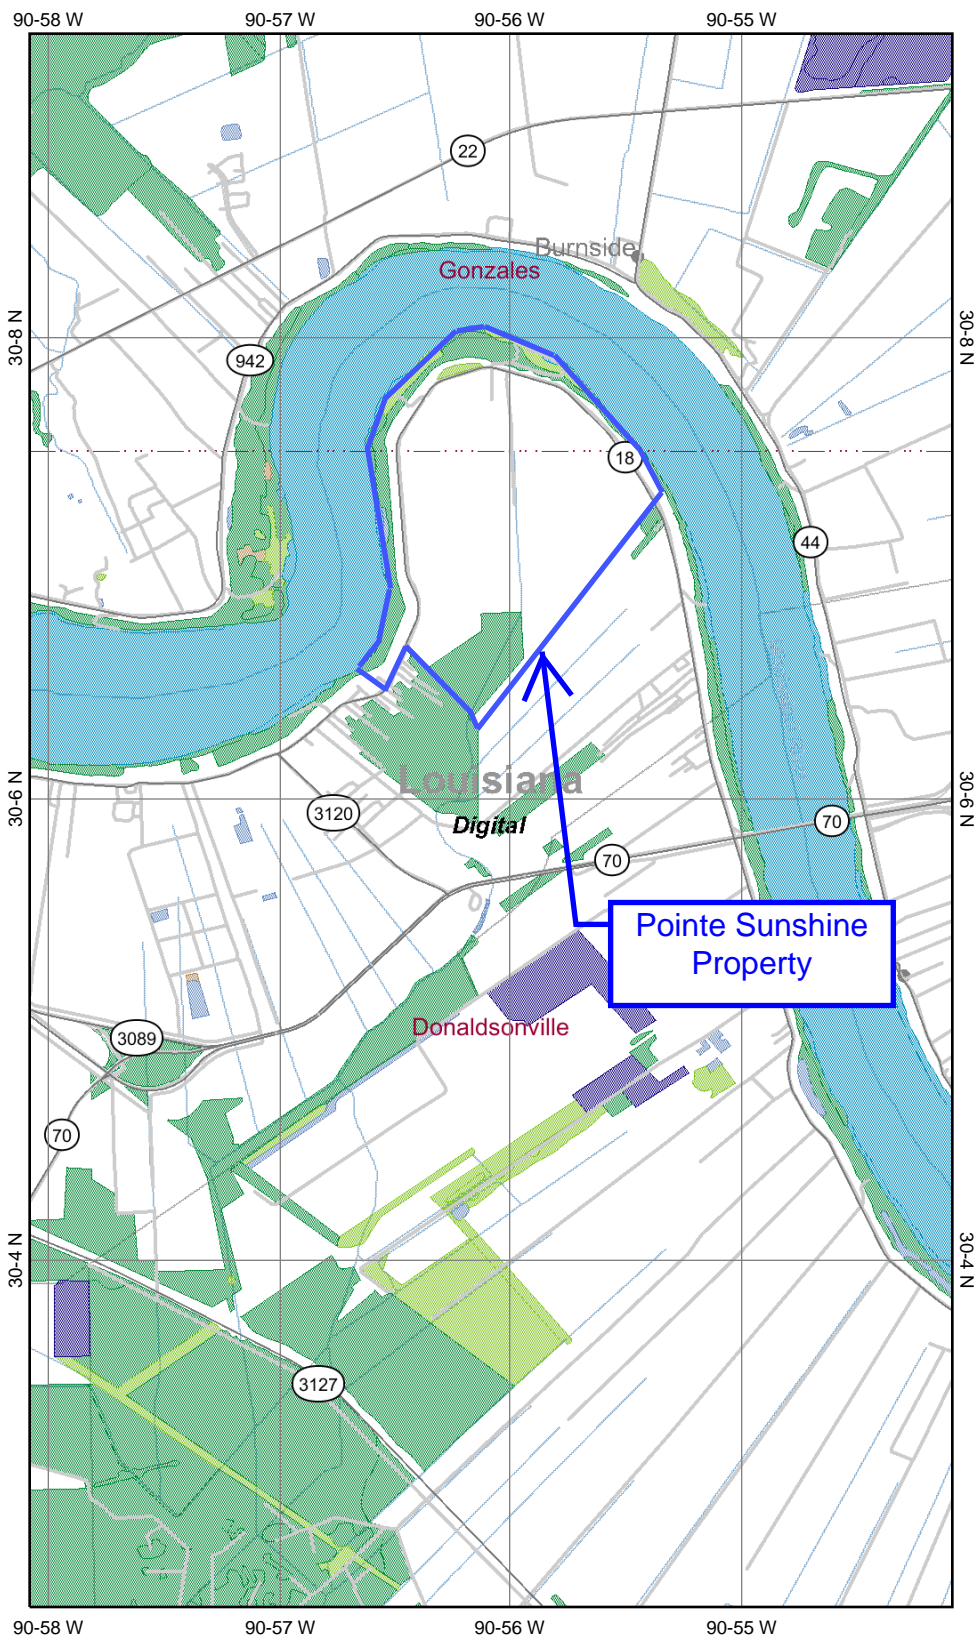 90-58 W
90-57 W
90-56 W
90-55 W
22
Burnside
Gonzales
30-8 N
30-8 N
942
18
44
Louisiana
30-6 N
30-6 N
3120
Digital
70
70
Pointe Sunshine
Property
Donaldsonville
3089
70
30-4 N
30-4 N
3127
90-58 W
90-57 W
90-56 W
90-55 W